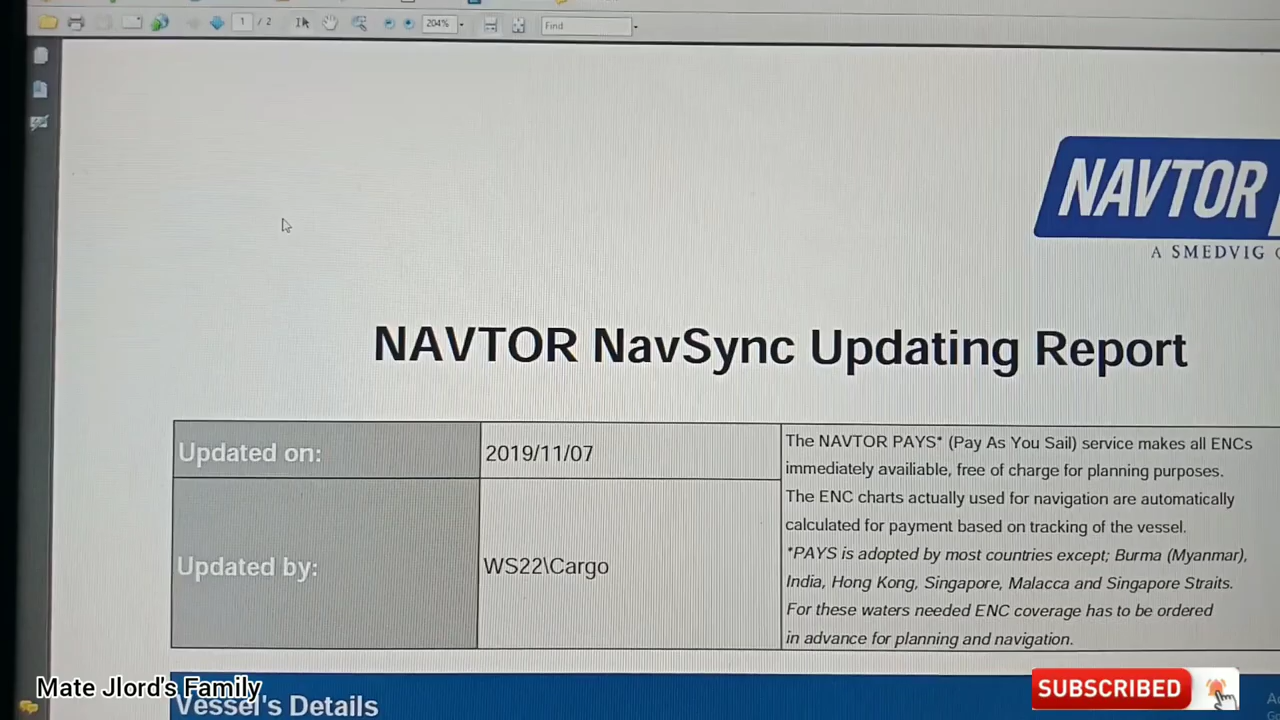 1 / 2
204%
Find
NAVTOR
A SMEDVIG
NAVTOR NavSync Updating Report
Updated on:
2019/11/07
Updated by:
WS22\Cargo
The NAVTOR PAYS* (Pay As You Sail) service makes all ENCs
immediately availiable, free of charge for planning purposes.
The ENC charts actually used for navigation are automatically
calculated for payment based on tracking of the vessel.
*PAYS is adopted by most countries except; Burma (Myanmar),
India, Hong Kong, Singapore, Malacca and Singapore Straits.
For these waters needed ENC coverage has to be ordered
in advance for planning and navigation.
Vessel's Details
Mate Jlord's Family
SUBSCRIBED